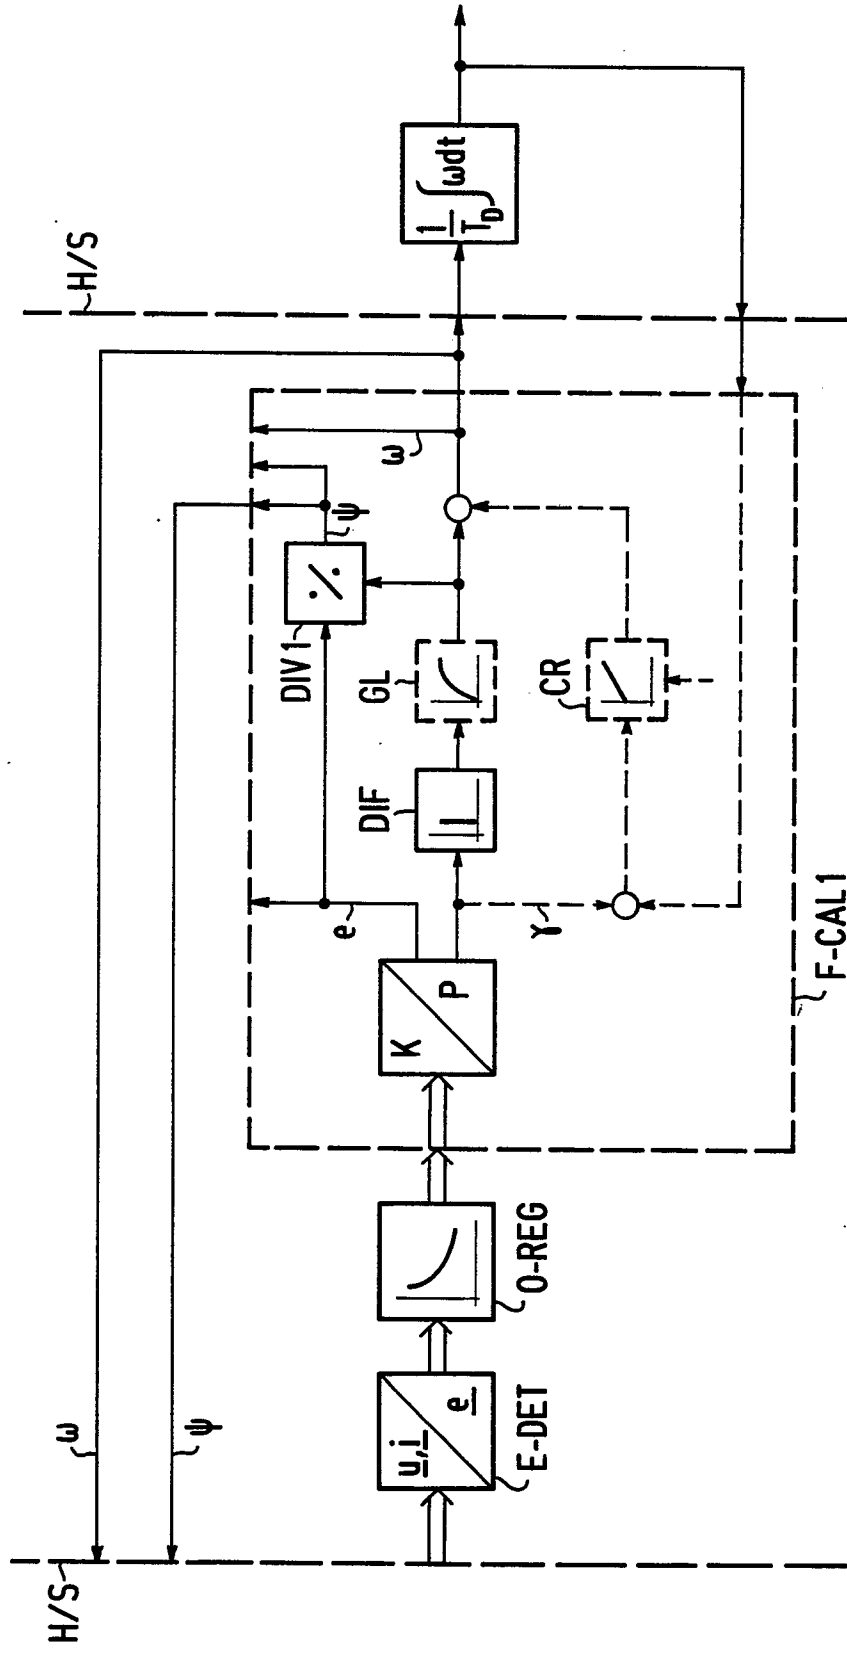 H/S
H/S
ω
ψ
u,i
e
E-DET
O-REG
K
P
F-CAL1
e
γ
DIF
GL
DIV1
ψ
ω
CR
1
T_D
∫ωdt